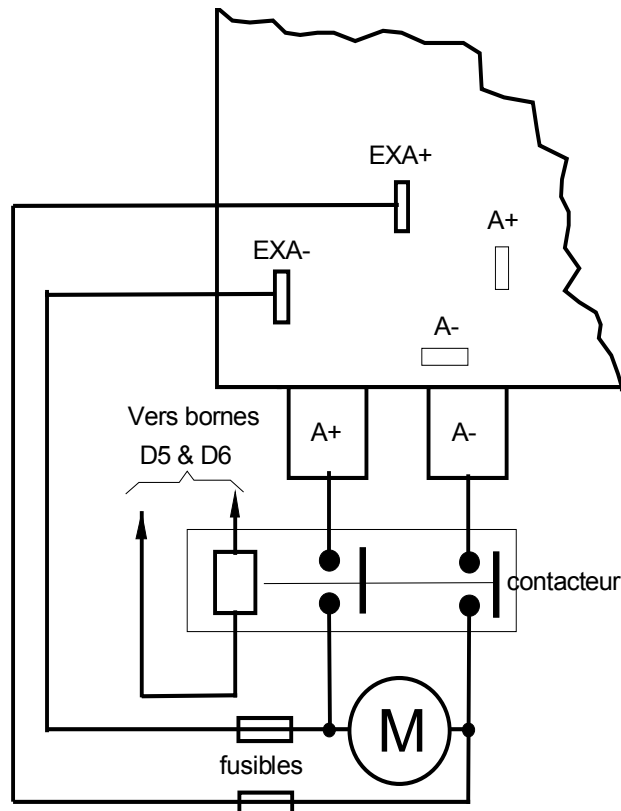 EXA+
A+
EXA-
A-
Vers bornes
D5 & D6
A+
A-
contacteur
M
fusibles